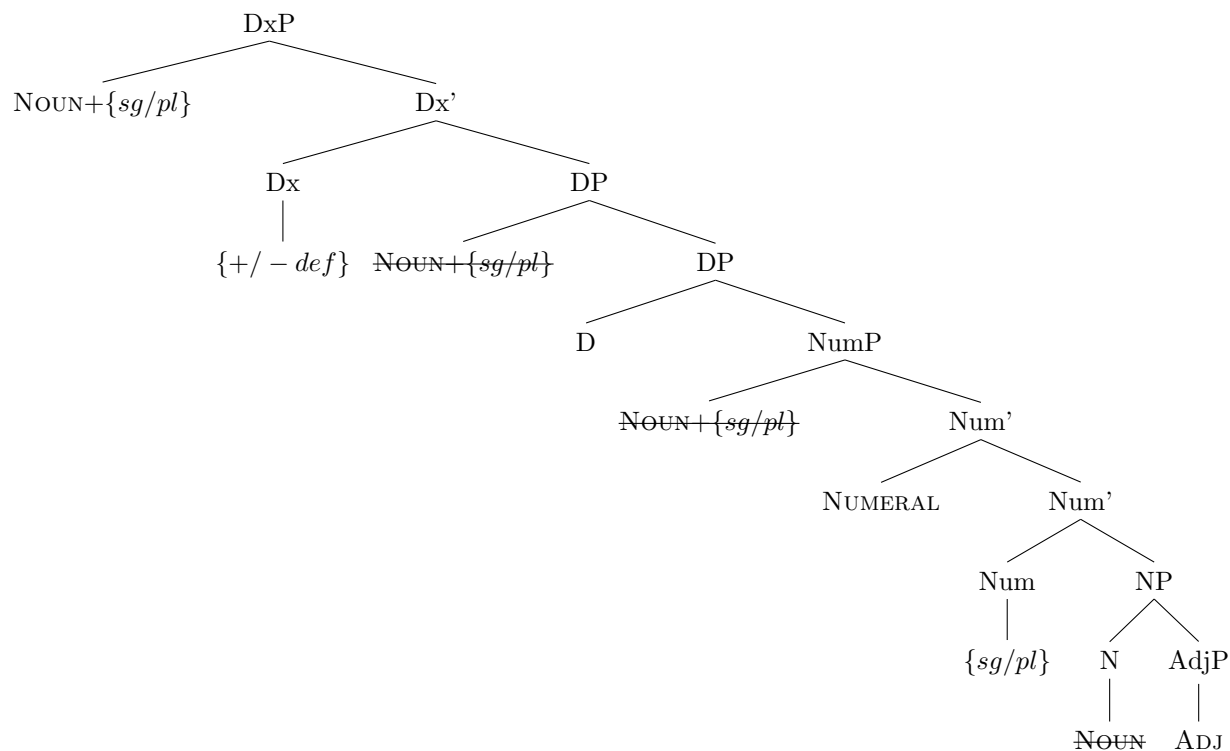 DxP
NOUN+{sg/pl} Dx’
Dx DP
{+/ − def} NOUN+{sg/pl} DP
D NumP
NOUN+{sg/pl} Num’
NUMERAL Num’
Num NP
{sg/pl} N AdjP
NOUN ADJ